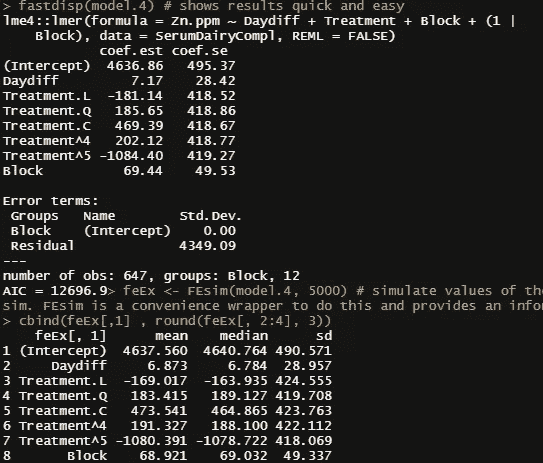 > fastdisp(model.4) # shows results quick and easy
lme4::lmer(formula = Zn.ppm ~ Daydiff + Treatment + Block + (1 |
    Block), data = SerumDairyCompl, REML = FALSE)
            coef.est coef.se
(Intercept)  4636.86   495.37
Daydiff         7.17    28.42
Treatment.L  -181.14   418.52
Treatment.Q   185.65   418.86
Treatment.C   469.39   418.67
Treatment^4   202.12   418.77
Treatment^5 -1084.40   419.27
Block          69.44    49.53
Error terms:
 Groups   Name        Std.Dev.
 Block    (Intercept)    0.00
 Residual             4349.09
---
number of obs: 647, groups: Block, 12
AIC = 12696.9> feEx <- FEsim(model.4, 5000) # simulate values of the
sim. FEsim is a convenience wrapper to do this and provides an infor
> cbind(feEx[,1] , round(feEx[, 2:4], 3))
    feEx[, 1]      mean    median      sd
1 (Intercept)  4637.560  4640.764 490.571
2     Daydiff     6.873     6.784  28.957
3 Treatment.L  -169.017  -163.935 424.555
4 Treatment.Q   183.415   189.127 419.708
5 Treatment.C   473.541   464.865 423.763
6 Treatment^4   191.327   188.100 422.112
7 Treatment^5 -1080.391 -1078.722 418.069
8       Block    68.921    69.032  49.337